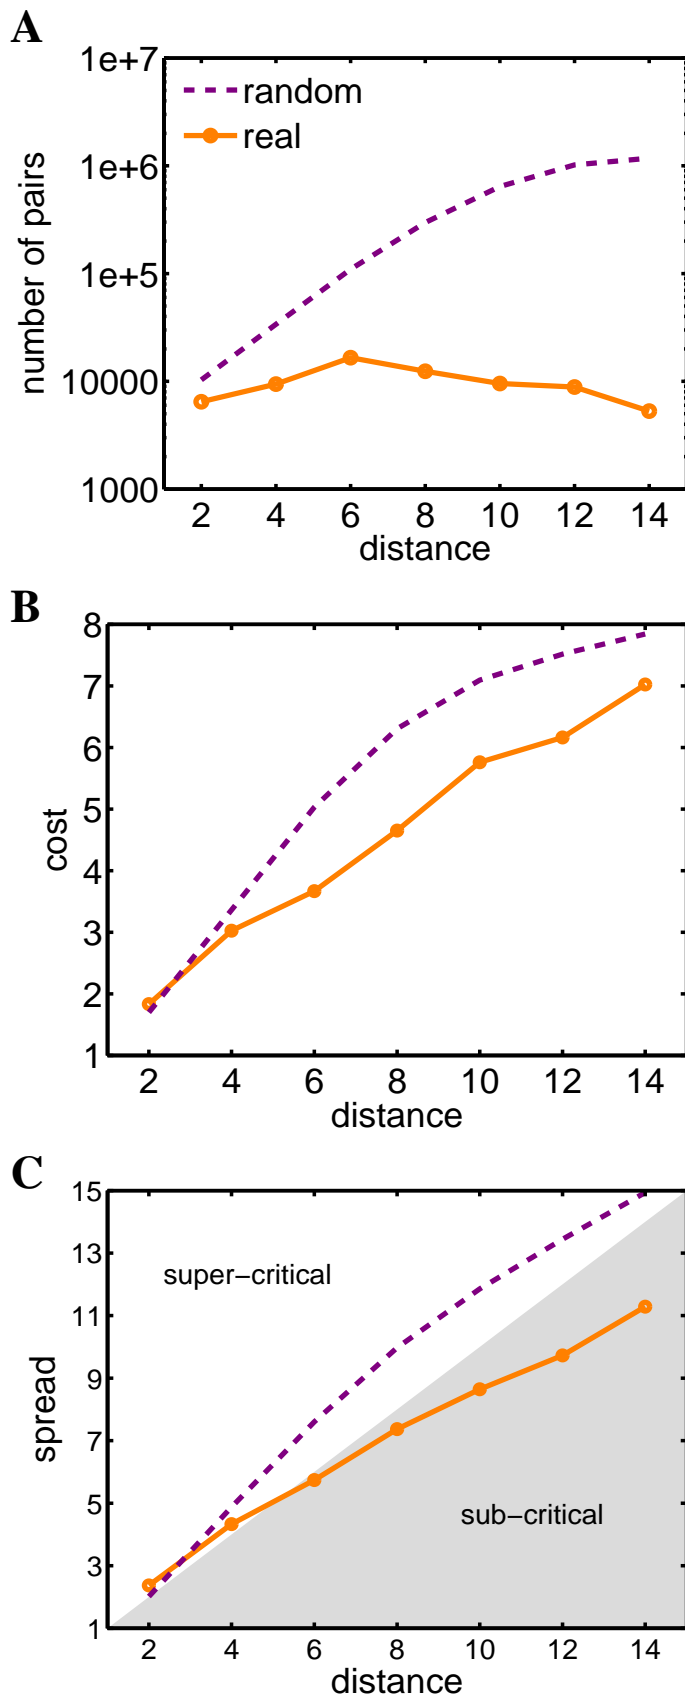 A
1e+7
1e+6
1e+5
10000
1000
number of pairs
random
real
2 4 6 8 10 12 14
distance
B
8
7
6
5
4
3
2
1
cost
2 4 6 8 10 12 14
distance
C
15
13
11
9
7
5
3
1
spread
super-critical
sub-critical
2 4 6 8 10 12 14
distance